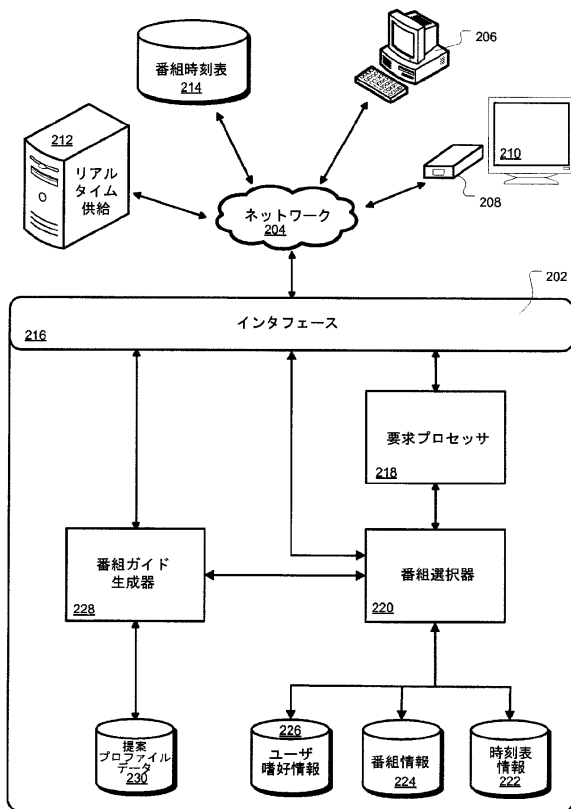 番組時刻表
214
206
212
リアル
タイム
供給
210
208
ネットワーク
204
202
インタフェース
216
要求プロセッサ
218
番組ガイド
生成器
228
番組選択器
220
提案
プロファイル
データ
230
226
ユーザ
嗜好情報
番組情報
224
時刻表
情報
222